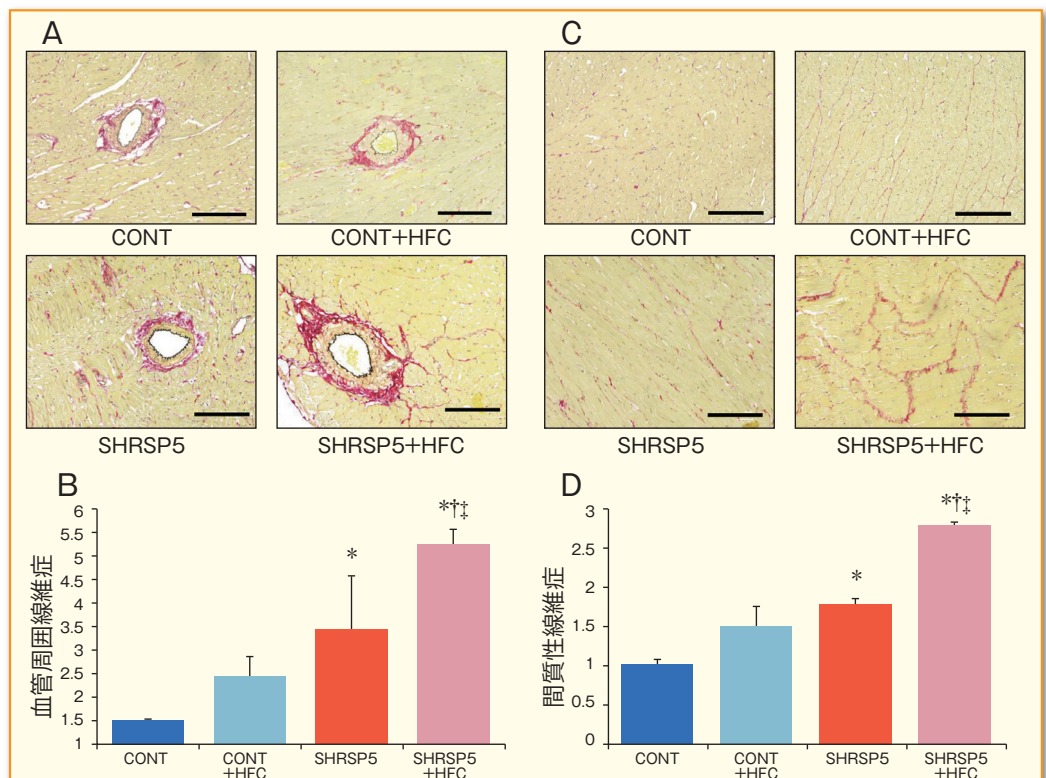 A
CONT
CONT+HFC
SHRSP5
SHRSP5+HFC
C
CONT
CONT+HFC
SHRSP5
SHRSP5+HFC
B
血管周囲線維症
6
5.5
5
4.5
4
3.5
3
2.5
2
1.5
1
*
*†‡
CONT
CONT
+HFC
SHRSP5
SHRSP5
+HFC
D
間質性線維症
3
2.5
2
1.5
1
0.5
0
*
*†‡
CONT
CONT
+HFC
SHRSP5
SHRSP5
+HFC